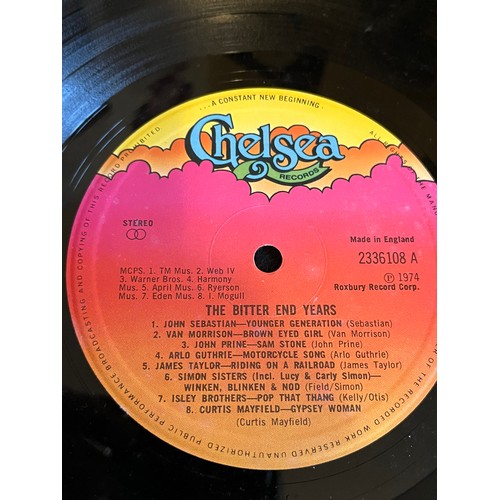 ...A CONSTANT NEW BEGINNING...
Chelsea
RECORDS
STEREO
Made in England
2336108 A
Ⓟ 1974
Roxbury Record Corp.
MCPS. 1. TM Mus. 2. Web IV
3. Warner Bros. 4. Harmony
Mus. 5. April Mus. 6. Ryerson
Mus. 7. Eden Mus. 8. I. Mogull
THE BITTER END YEARS
1. JOHN SEBASTIAN—YOUNGER GENERATION (Sebastian)
2. VAN MORRISON—BROWN EYED GIRL (Van Morrison)
3. JOHN PRINE—SAM STONE (John Prine)
4. ARLO GUTHRIE—MOTORCYCLE SONG (Arlo Guthrie)
5. JAMES TAYLOR—RIDING ON A RAILROAD (James Taylor)
6. SIMON SISTERS (Incl. Lucy & Carly Simon)—
WINKEN, BLINKEN & NOD (Field/Simon)
7. ISLEY BROTHERS—POP THAT THANG (Kelly/Otis)
8. CURTIS MAYFIELD—GYPSEY WOMAN
(Curtis Mayfield)
ALL OF THE MANU OF THE RECORDED WORK RESERVED UNAUTHORIZED PUBLIC PERFORMANCE BROADCASTING AND COPYING OF THIS RECORD PROHIBITED